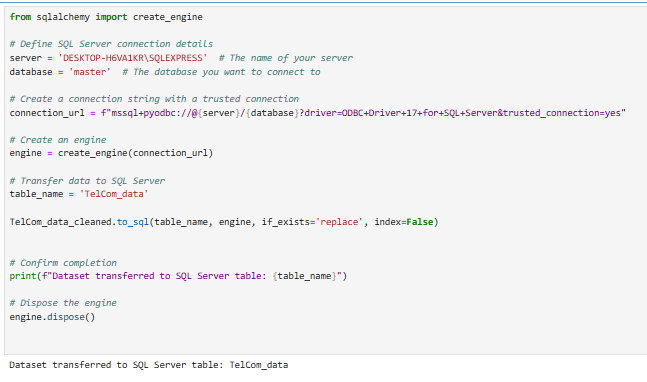 from sqlalchemy import create_engine
# Define SQL Server connection details
server = 'DESKTOP-H6VA1KR\SQLEXPRESS'  # The name of your server
database = 'master'  # The database you want to connect to
# Create a connection string with a trusted connection
connection_url = f"mssql+pyodbc://@{server}/{database}?driver=ODBC+Driver+17+for+SQL+Server&trusted_connection=yes"
# Create an engine
engine = create_engine(connection_url)
# Transfer data to SQL Server
table_name = 'TelCom_data'
TelCom_data_cleaned.to_sql(table_name, engine, if_exists='replace', index=False)
# Confirm completion
print(f"Dataset transferred to SQL Server table: {table_name}")
# Dispose the engine
engine.dispose()
Dataset transferred to SQL Server table: TelCom_data